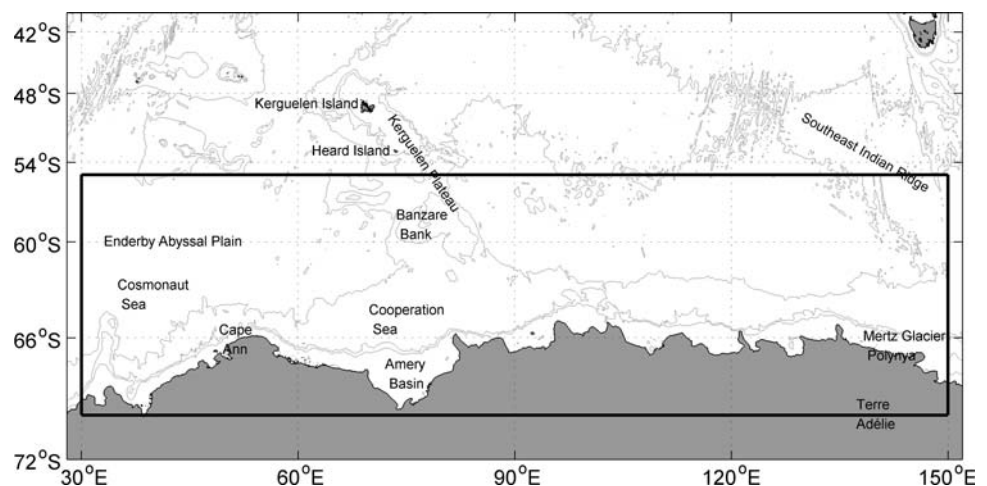 42°S
48°S
Kerguelen Island
Kerguelen Plateau
Southeast Indian Ridge
Heard Island
54°S
Banzare
Bank
Enderby Abyssal Plain
60°S
Cosmonaut
Sea
Cooperation
Sea
Cape
Ann
66°S
Mertz Glacier
Polynya
Amery
Basin
Terre
Adélie
72°S
30°E
60°E
90°E
120°E
150°E